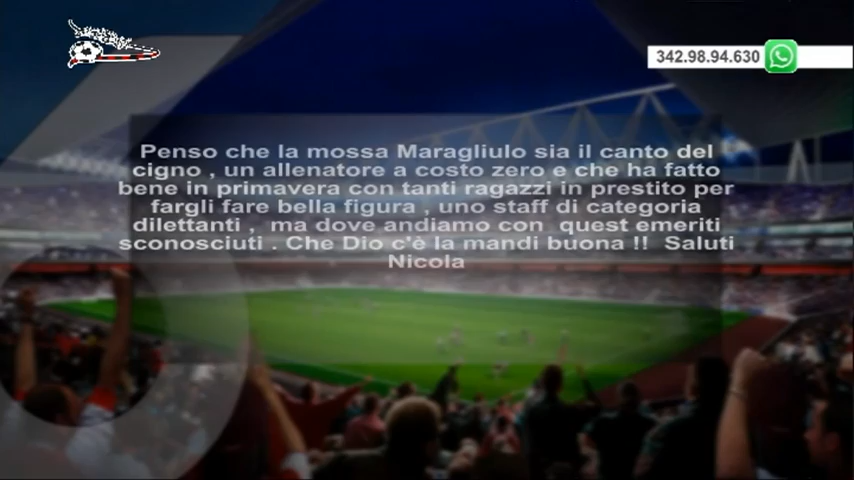 342.98.94.630
Penso che la mossa Maragliulo sia il canto del
cigno , un allenatore a costo zero e che ha fatto
bene in primavera con tanti ragazzi in prestito per
fargli fare bella figura , uno staff di categoria
dilettanti ,  ma dove andiamo con  quest emeriti
sconosciuti . Che Dio c'è la mandi buona !!  Saluti
Nicola